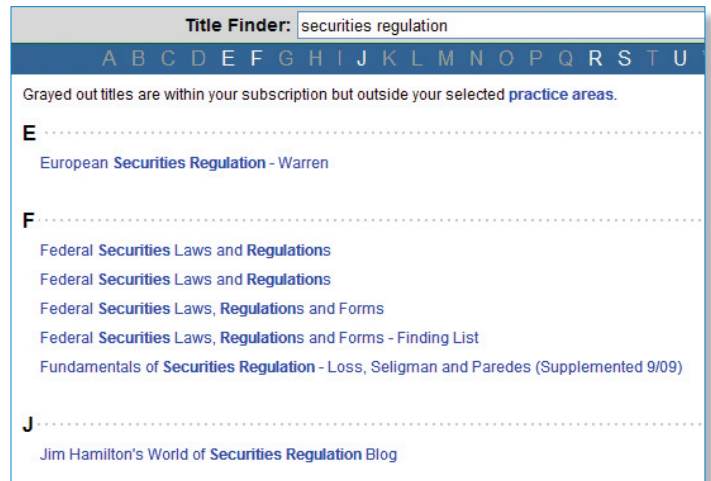 Title Finder: securities regulation
A B C D E F G H I J K L M N O P Q R S T U
Grayed out titles are within your subscription but outside your selected practice areas.
E
European Securities Regulation - Warren
F
Federal Securities Laws and Regulations
Federal Securities Laws and Regulations
Federal Securities Laws, Regulations and Forms
Federal Securities Laws, Regulations and Forms - Finding List
Fundamentals of Securities Regulation - Loss, Seligman and Paredes (Supplemented 9/09)
J
Jim Hamilton's World of Securities Regulation Blog